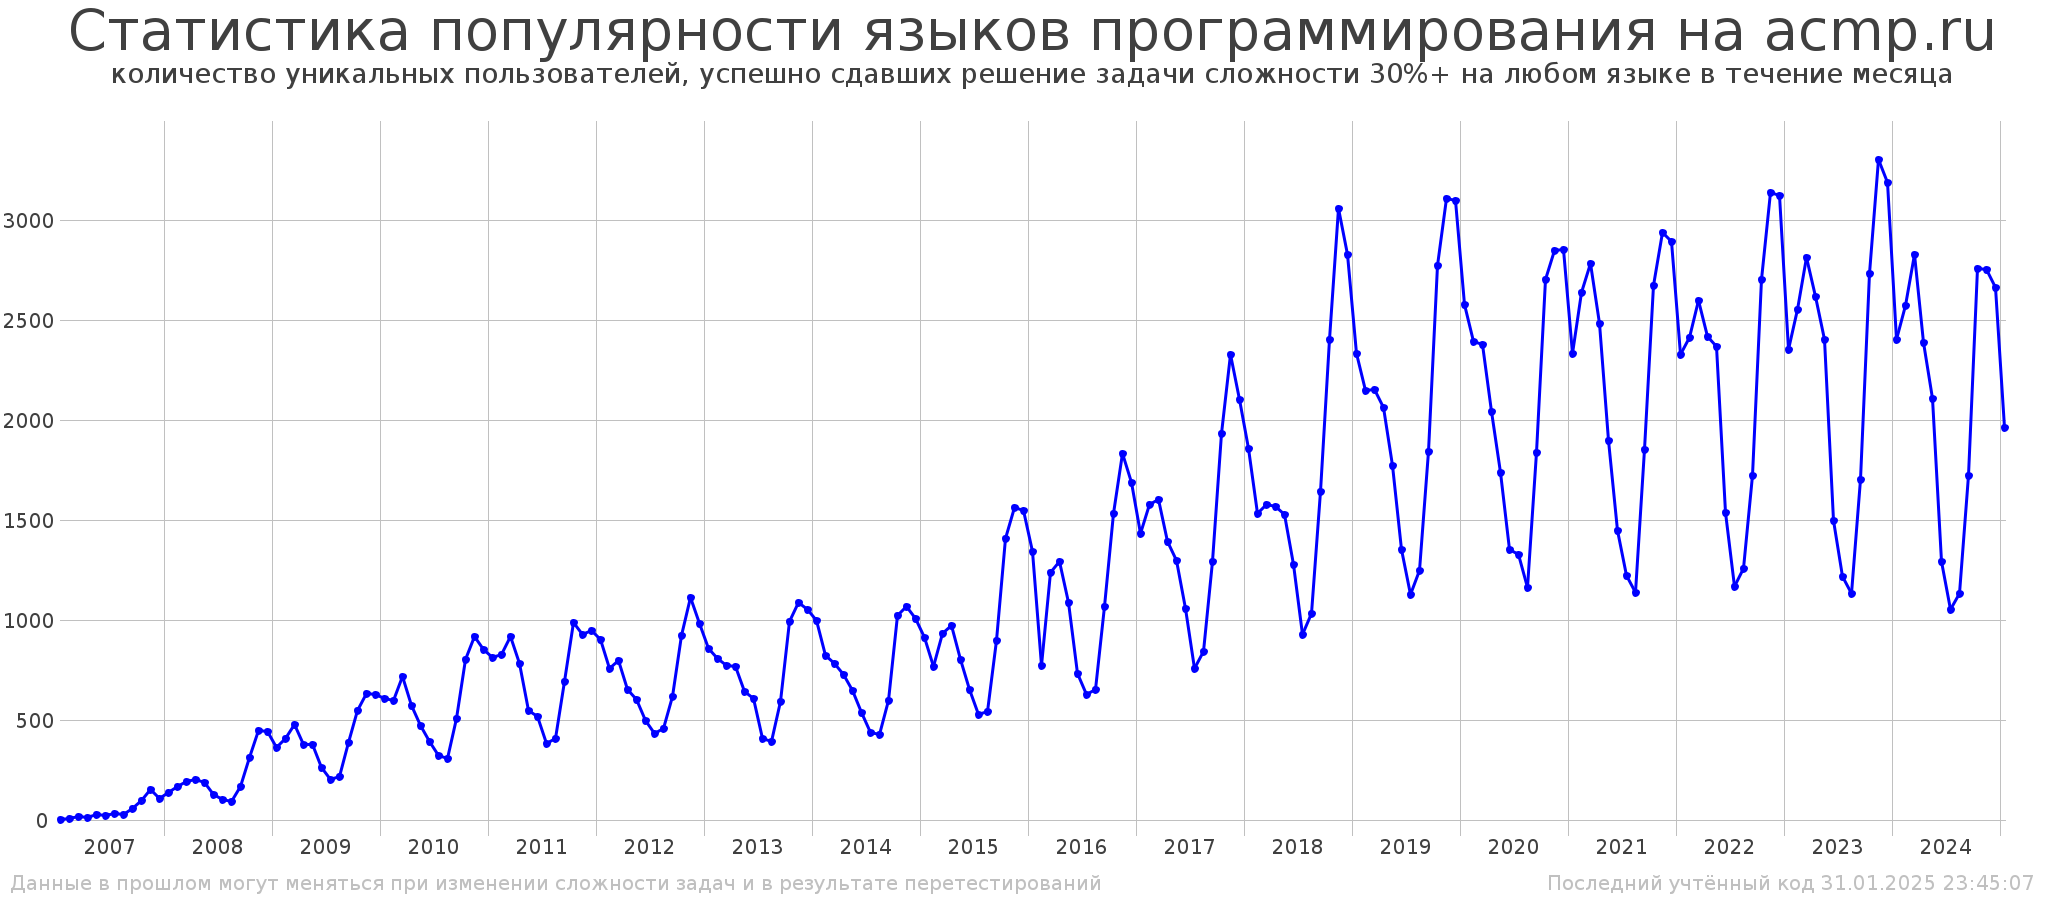 Статистика популярности языков программирования на acmp.ru
количество уникальных пользователей, успешно сдавших решение задачи сложности 30%+ на любом языке в течение месяца
3000
2500
2000
1500
1000
500
0
2007 2008 2009 2010 2011 2012 2013 2014 2015 2016 2017 2018 2019 2020 2021 2022 2023 2024
Данные в прошлом могут меняться при изменении сложности задач и в результате перетестирований
Последний учтённый код 31.01.2025 23:45:07